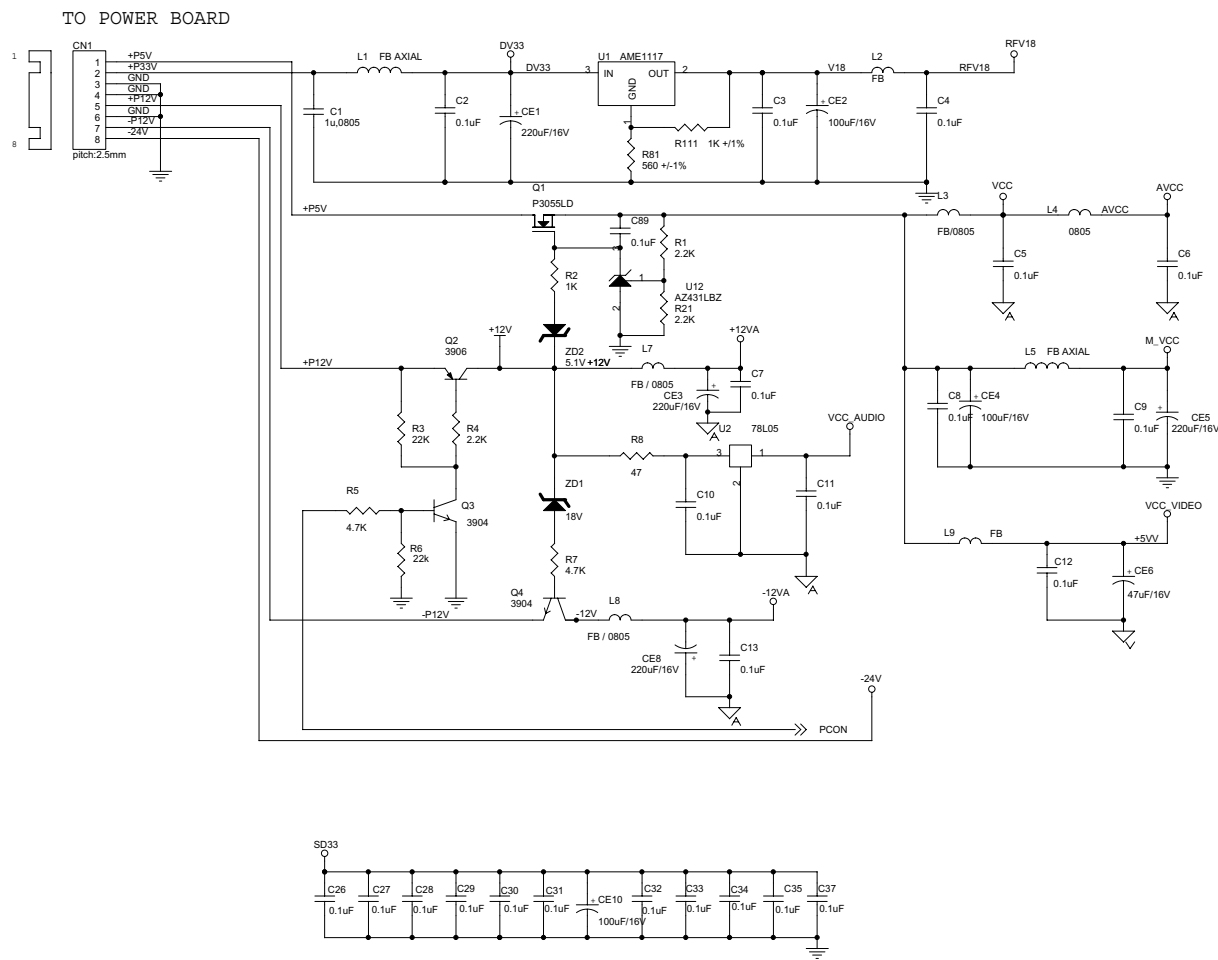 TO POWER BOARD
CN1
1
8
1 +P5V
2 +P33V
3 GND
4 GND
5 +P12V
6 GND
7 -P12V
8 -24V
pitch:2.5mm
L1 FB AXIAL
DV33
DV33
C1
1u,0805
C2
0.1uF
+ CE1
220uF/16V
U1 AME1117
3 IN
OUT 2
GND
1
R111 1K +/1%
R81
560 +/-1%
C3
0.1uF
V18
+ CE2
100uF/16V
L2
FB
RFV18
RFV18
C4
0.1uF
+P5V
Q1
P3055LD
C89
0.1uF
R1
2.2K
R2
1K
3
1
2
U12
AZ431LBZ
R21
2.2K
L3
FB/0805
VCC
L4
0805
AVCC
AVCC
C5
0.1uF
A
C6
0.1uF
A
+P12V
Q2
3906
+12V
ZD2
5.1V +12V
L7
FB / 0805
+12VA
CE3
220uF/16V
+
C7
0.1uF
A
L5 FB AXIAL
M_VCC
C8
0.1uF
+ CE4
100uF/16V
C9
0.1uF
+
CE5
220uF/16V
R3
22K
R4
2.2K
R8
47
U2 78L05
3
1
2
VCC_AUDIO
C10
0.1uF
C11
0.1uF
A
R5
4.7K
Q3
3904
R6
22k
ZD1
18V
R7
4.7K
L9 FB
VCC_VIDEO
+5VV
C12
0.1uF
+ CE6
47uF/16V
V
-P12V
Q4
3904
-12V
L8
FB / 0805
-12VA
CE8
220uF/16V
+
C13
0.1uF
A
-24V
PCON
SD33
C26
0.1uF
C27
0.1uF
C28
0.1uF
C29
0.1uF
C30
0.1uF
C31
0.1uF
+ CE10
100uF/16V
C32
0.1uF
C33
0.1uF
C34
0.1uF
C35
0.1uF
C37
0.1uF